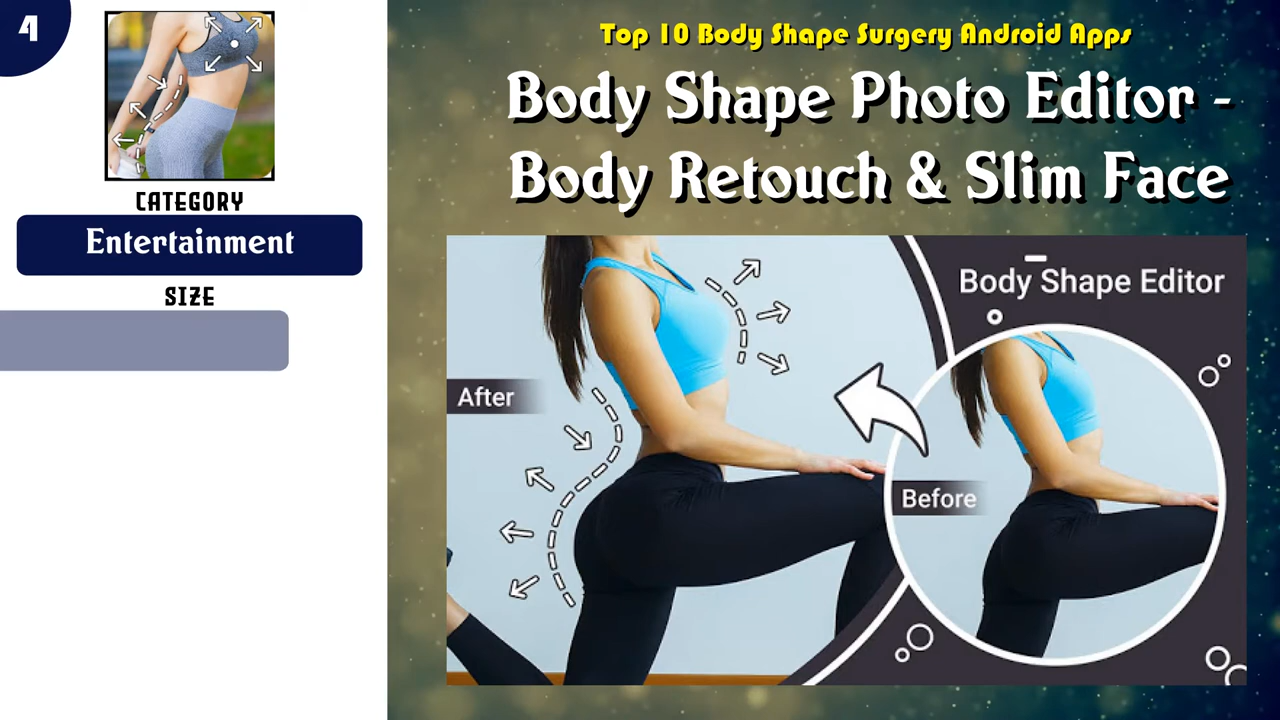 4
CATEGORY
Entertainment
SIZE
Top 10 Body Shape Surgery Android Apps
Body Shape Photo Editor -
Body Retouch & Slim Face
Body Shape Editor
After
Before